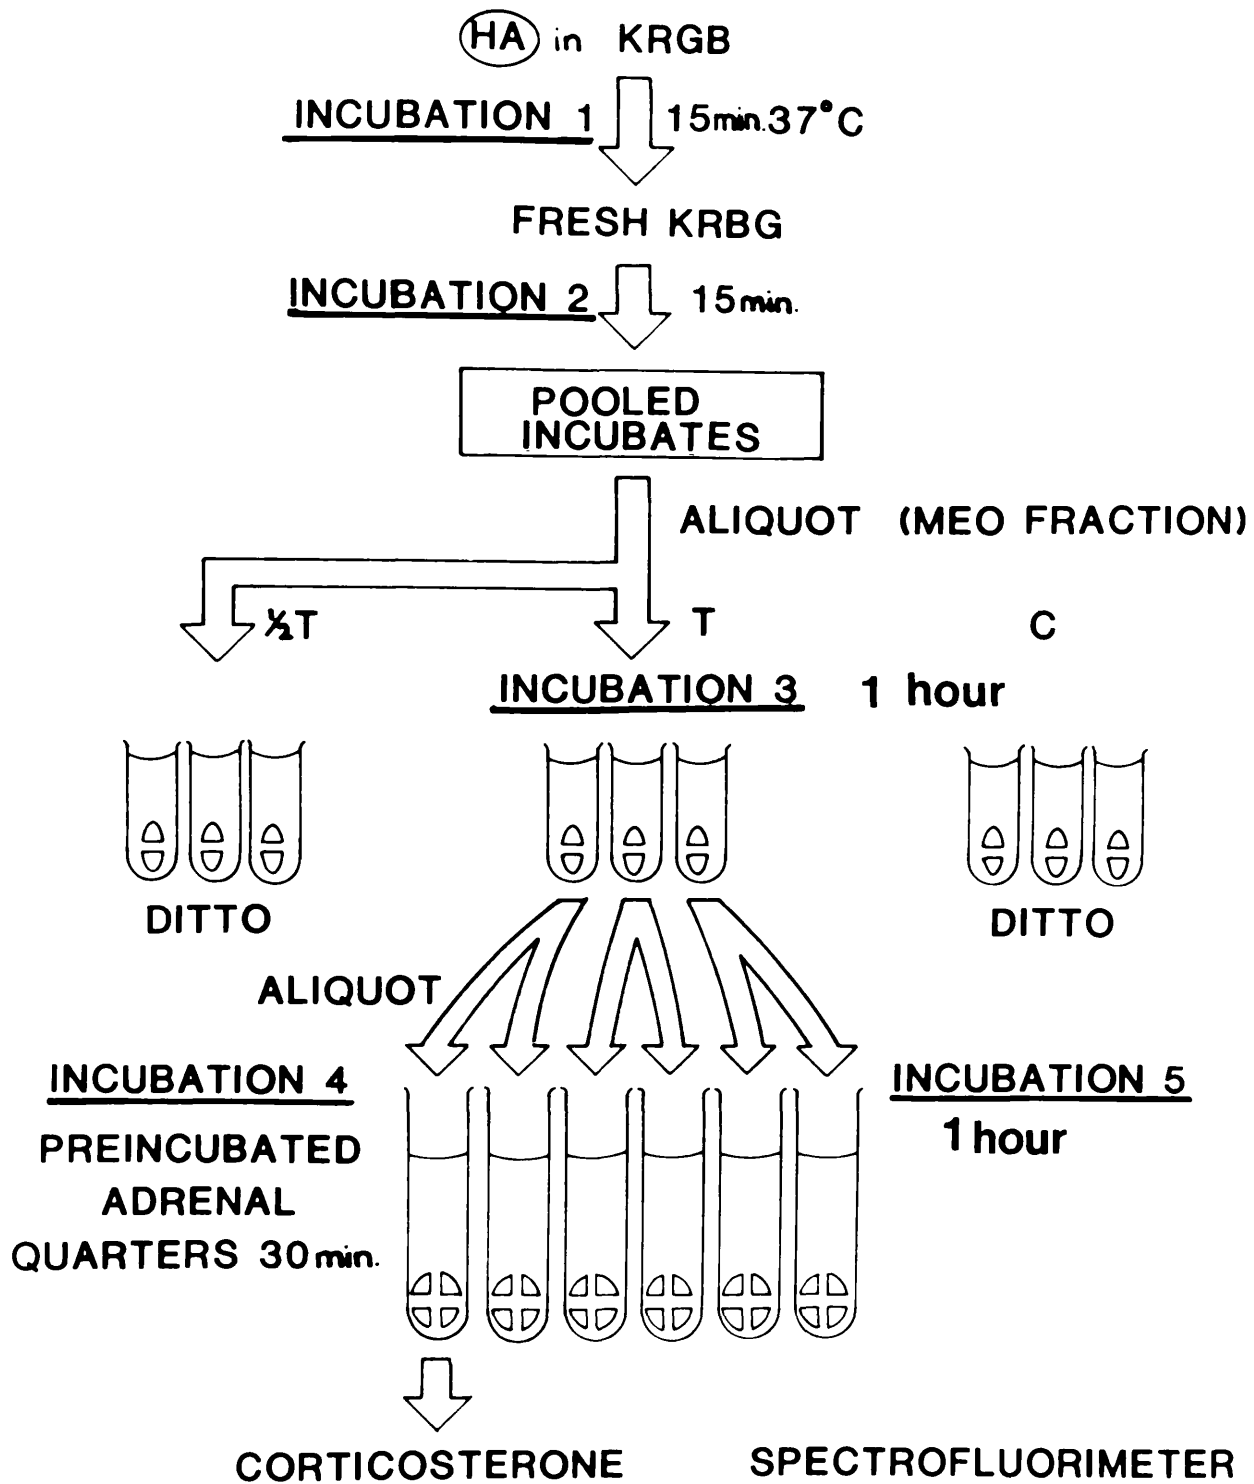 HA in KRGB
INCUBATION 1
15min.37°C
FRESH KRBG
INCUBATION 2
15min.
POOLED
INCUBATES
ALIQUOT (MEO FRACTION)
½T
T
C
INCUBATION 3 1 hour
DITTO
DITTO
ALIQUOT
INCUBATION 4
INCUBATION 5
PREINCUBATED
ADRENAL
QUARTERS 30min.
1 hour
CORTICOSTERONE
SPECTROFLUORIMETER